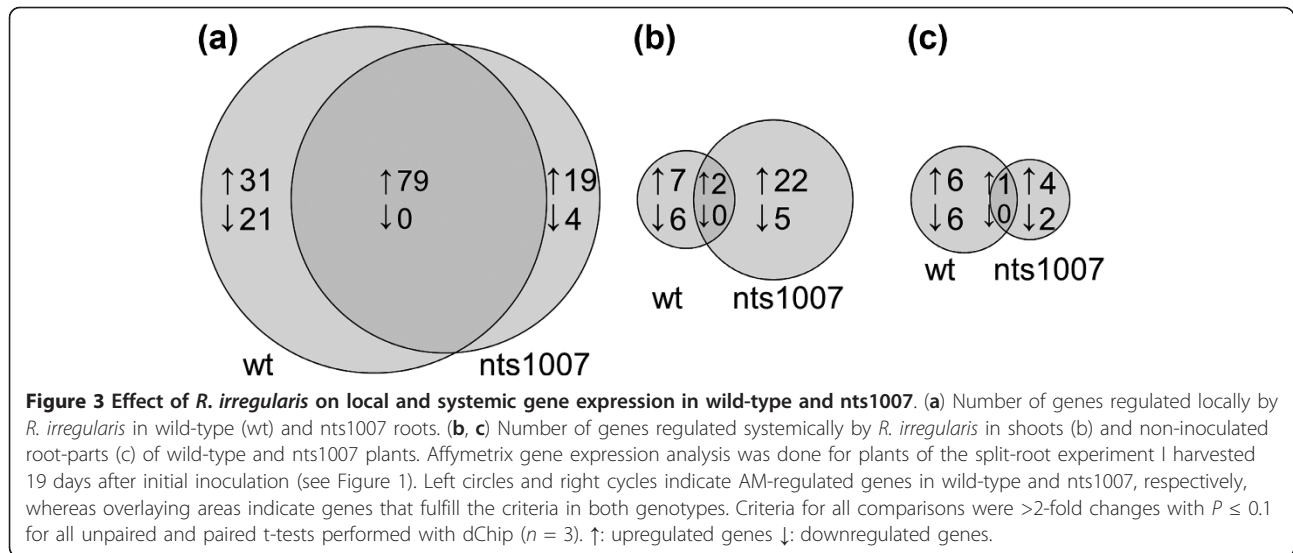 (a)
(b)
(c)
↑31
↓21
↑79
↓0
↑19
↓4
wt
nts1007
↑7
↓6
↑2
↓0
↑22
↓5
wt
nts1007
↑6
↓6
↑1
↓0
↑4
↓2
wt
nts1007
Figure 3 Effect of R. irregularis on local and systemic gene expression in wild-type and nts1007. (a) Number of genes regulated locally by
R. irregularis in wild-type (wt) and nts1007 roots. (b, c) Number of genes regulated systemically by R. irregularis in shoots (b) and non-inoculated
root-parts (c) of wild-type and nts1007 plants. Affymetrix gene expression analysis was done for plants of the split-root experiment I harvested
19 days after initial inoculation (see Figure 1). Left circles and right cycles indicate AM-regulated genes in wild-type and nts1007, respectively,
whereas overlaying areas indicate genes that fulfill the criteria in both genotypes. Criteria for all comparisons were >2-fold changes with P ≤ 0.1
for all unpaired and paired t-tests performed with dChip (n = 3). ↑: upregulated genes ↓: downregulated genes.